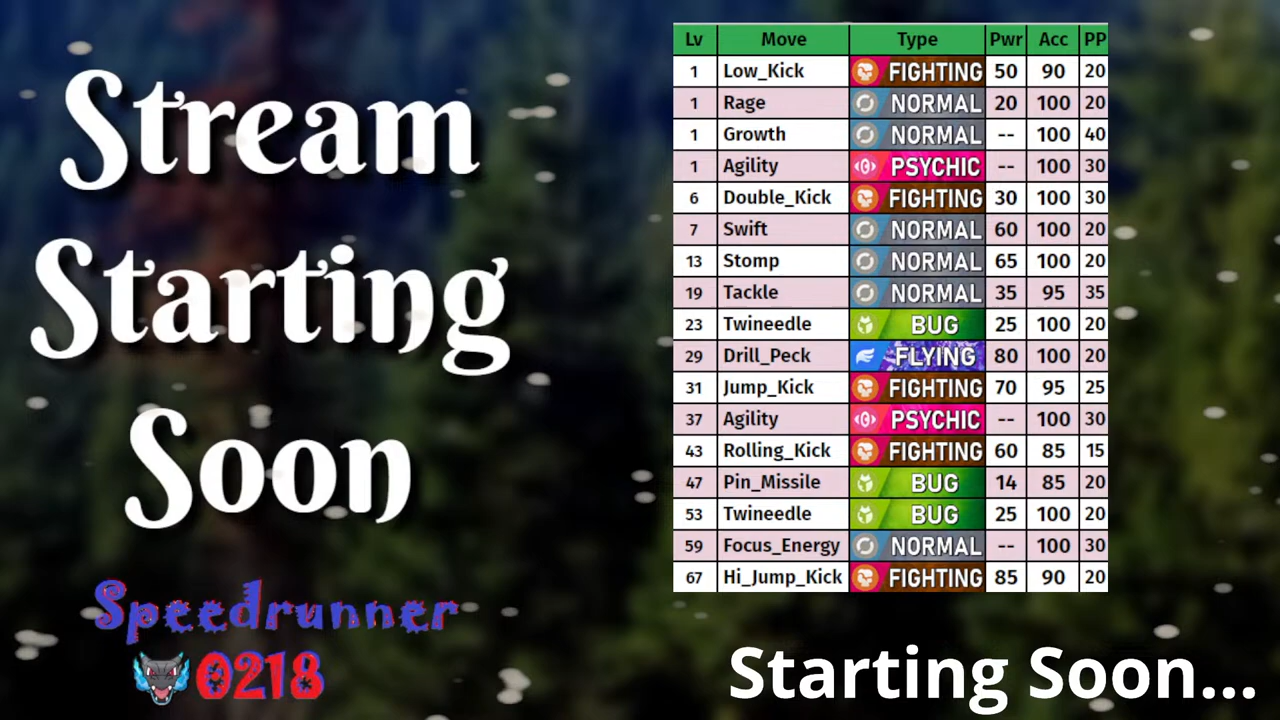 Stream
Starting
Soon
Speedrunner
0218
Lv Move Type Pwr Acc PP
1 Low_Kick FIGHTING 50 90 20
1 Rage NORMAL 20 100 20
1 Growth NORMAL -- 100 40
1 Agility PSYCHIC -- 100 30
6 Double_Kick FIGHTING 30 100 30
7 Swift NORMAL 60 100 20
13 Stomp NORMAL 65 100 20
19 Tackle NORMAL 35 95 35
23 Twineedle BUG 25 100 20
29 Drill_Peck FLYING 80 100 20
31 Jump_Kick FIGHTING 70 95 25
37 Agility PSYCHIC -- 100 30
43 Rolling_Kick FIGHTING 60 85 15
47 Pin_Missile BUG 14 85 20
53 Twineedle BUG 25 100 20
59 Focus_Energy NORMAL -- 100 30
67 Hi_Jump_Kick FIGHTING 85 90 20
Starting Soon...